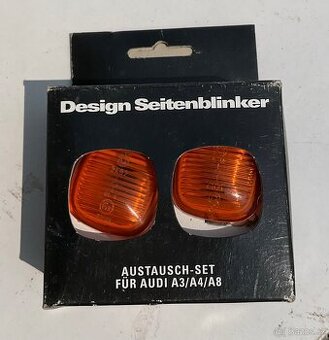 Design Seitenblinker
AUSTAUSCH-SET
FÜR AUDI A3/A4/A8